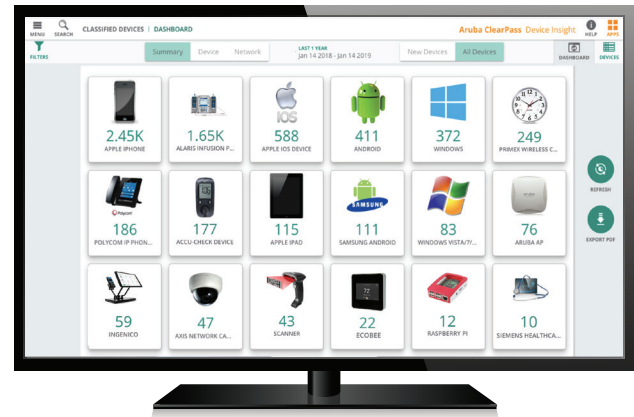 CLASSIFIED DEVICES | DASHBOARD
Aruba ClearPass Device Insight
MENU
SEARCH
HELP
APPS
FILTERS
Summary
Device
Network
LAST 1 YEAR
Jan 14 2018 - Jan 14 2019
New Devices
All Devices
DASHBOARD
DEVICES
iOS
2.45K
APPLE IPHONE
1.65K
ALARIS INFUSION P...
588
APPLE IOS DEVICE
411
ANDROID
372
WINDOWS
249
PRIMEX WIRELESS C...
REFRESH
Polycom
SAMSUNG
aruba
186
POLYCOM IP PHON...
177
ACCU-CHECK DEVICE
115
APPLE IPAD
111
SAMSUNG ANDROID
83
WINDOWS VISTA/7/...
76
ARUBA AP
EXPORT PDF
72
59
INGENICO
47
AXIS NETWORK CA...
43
SCANNER
22
ECOBEE
12
RASPBERRY PI
10
SIEMENS HEALTHCA...